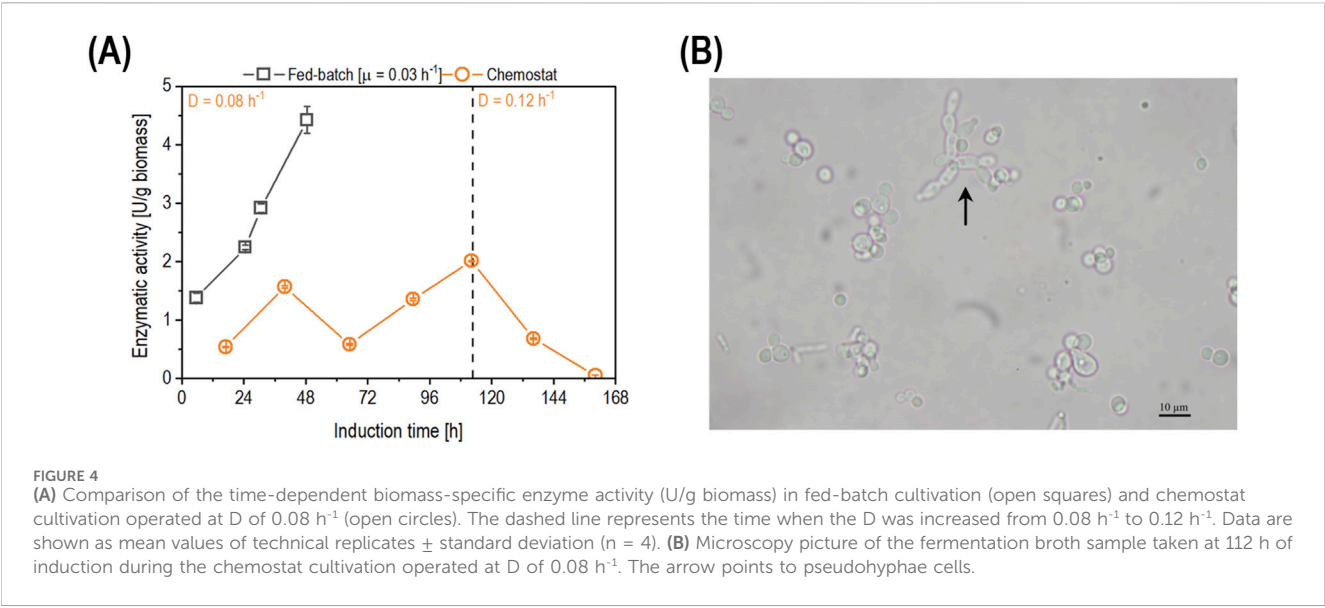 (A)
Fed-batch [μ = 0.03 h-1] Chemostat
D = 0.08 h-1
D = 0.12 h-1
Enzymatic activity [U/g biomass]
5
4
3
2
1
0
0 24 48 72 96 120 144 168
Induction time [h]
(B)
10 μm
FIGURE 4
(A) Comparison of the time-dependent biomass-specific enzyme activity (U/g biomass) in fed-batch cultivation (open squares) and chemostat
cultivation operated at D of 0.08 h-1 (open circles). The dashed line represents the time when the D was increased from 0.08 h-1 to 0.12 h-1. Data are
shown as mean values of technical replicates ± standard deviation (n = 4). (B) Microscopy picture of the fermentation broth sample taken at 112 h of
induction during the chemostat cultivation operated at D of 0.08 h-1. The arrow points to pseudohyphae cells.